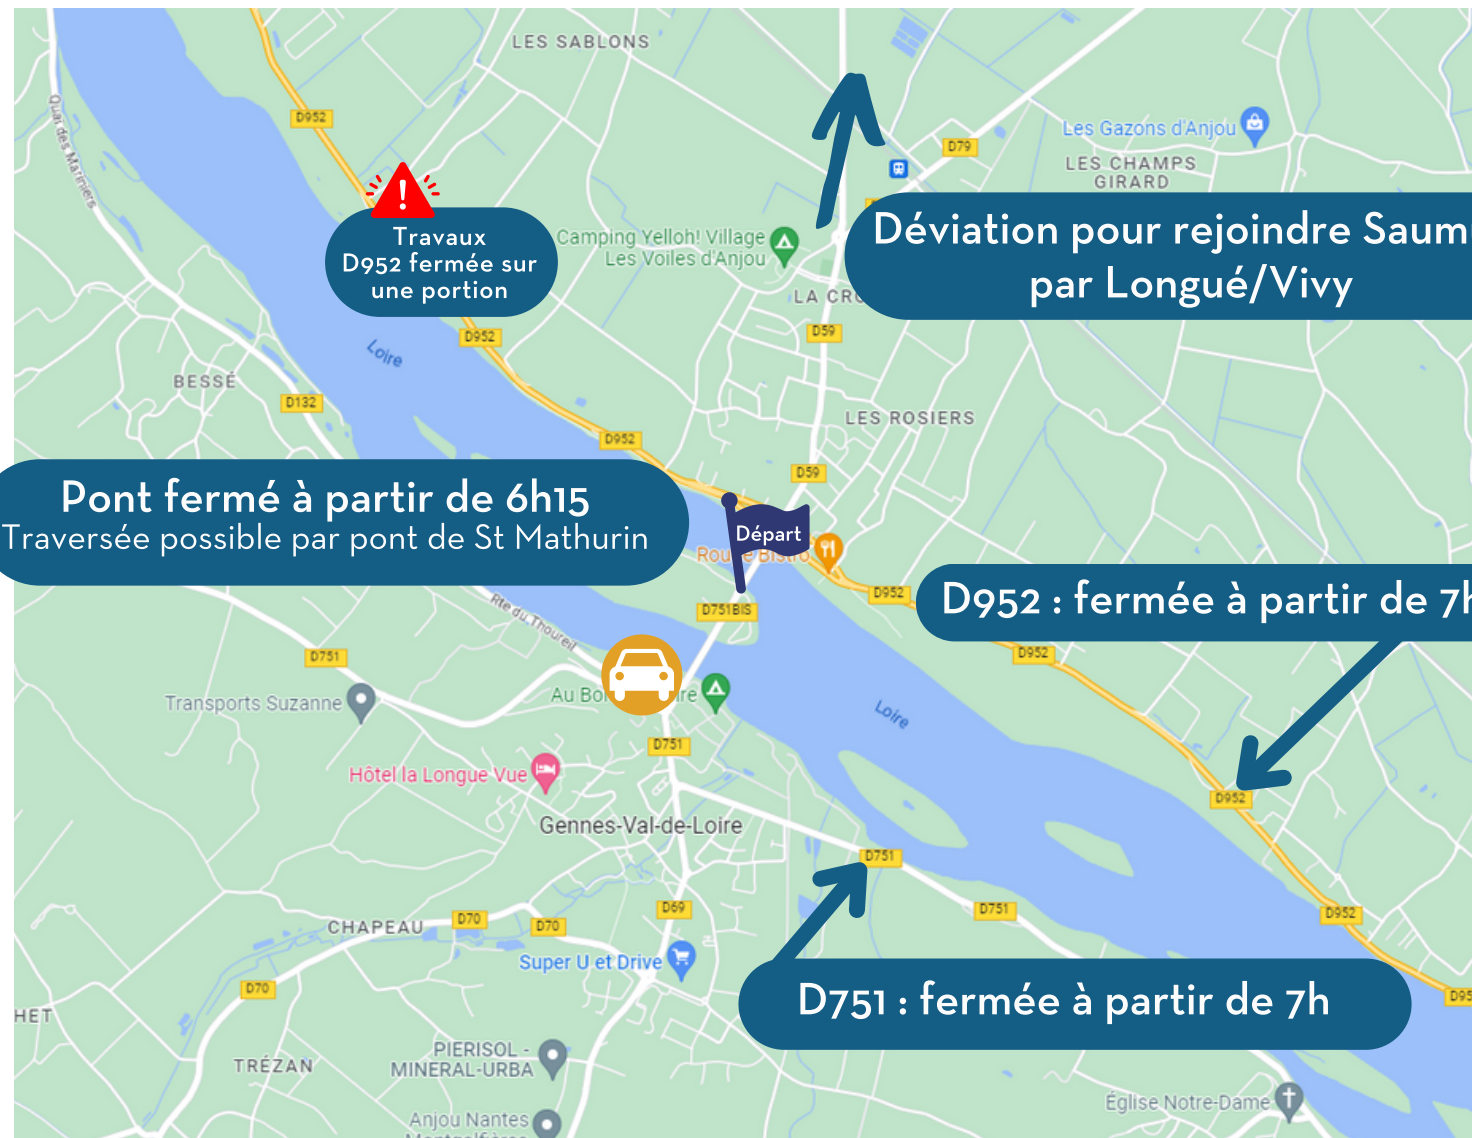 LES SABLONS
Quai des Mariniers
D952
Les Gazons d'Anjou
D79
LES CHAMPS
GIRARD
!
Travaux
D952 fermée sur
une portion
Camping Yelloh! Village
Les Voiles d'Anjou
Déviation pour rejoindre Saum
par Longué/Vivy
LA CRO
D59
D952
Loire
BESSÉ
D132
LES ROSIERS
D952
D59
Pont fermé à partir de 6h15
Traversée possible par pont de St Mathurin
Départ
D952
D952 : fermée à partir de 7h
Rte du Thoureil
D751BIS
D751
D952
Transports Suzanne
Au Bo
re
Loire
D751
Hôtel la Longue Vue
D952
Gennes-Val-de-Loire
D751
D69
D751
D952
CHAPEAU
D70
D70
Super U et Drive
D70
D751 : fermée à partir de 7h
D95
HET
TRÉZAN
PIERISOL -
MINERAL-URBA
Église Notre-Dame
Anjou Nantes